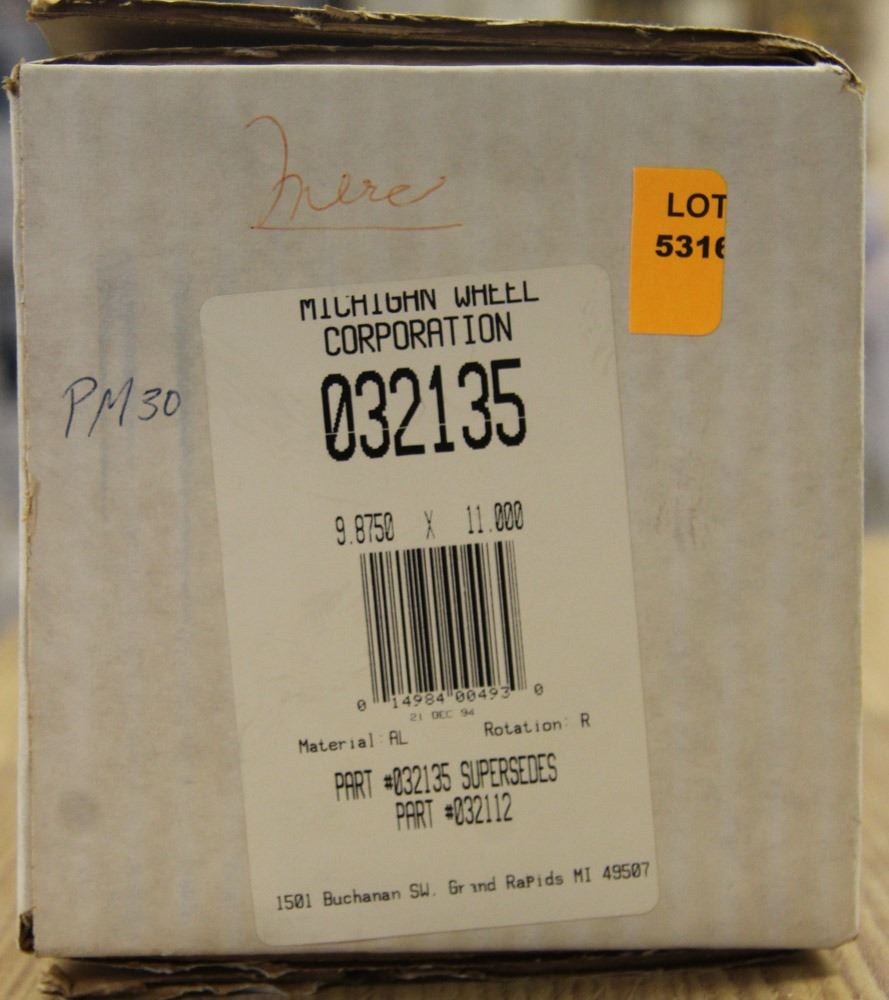 Merc
LOT
5316
MICHIGAN WHEEL
CORPORATION
032135
PM30
9.8750 X 11.000
0 14984 00493 0
21 DEC 94
Material: AL Rotation: R
PART #032135 SUPERSEDES
PART #032112
1501 Buchanan SW. Grand Rapids MI 49507